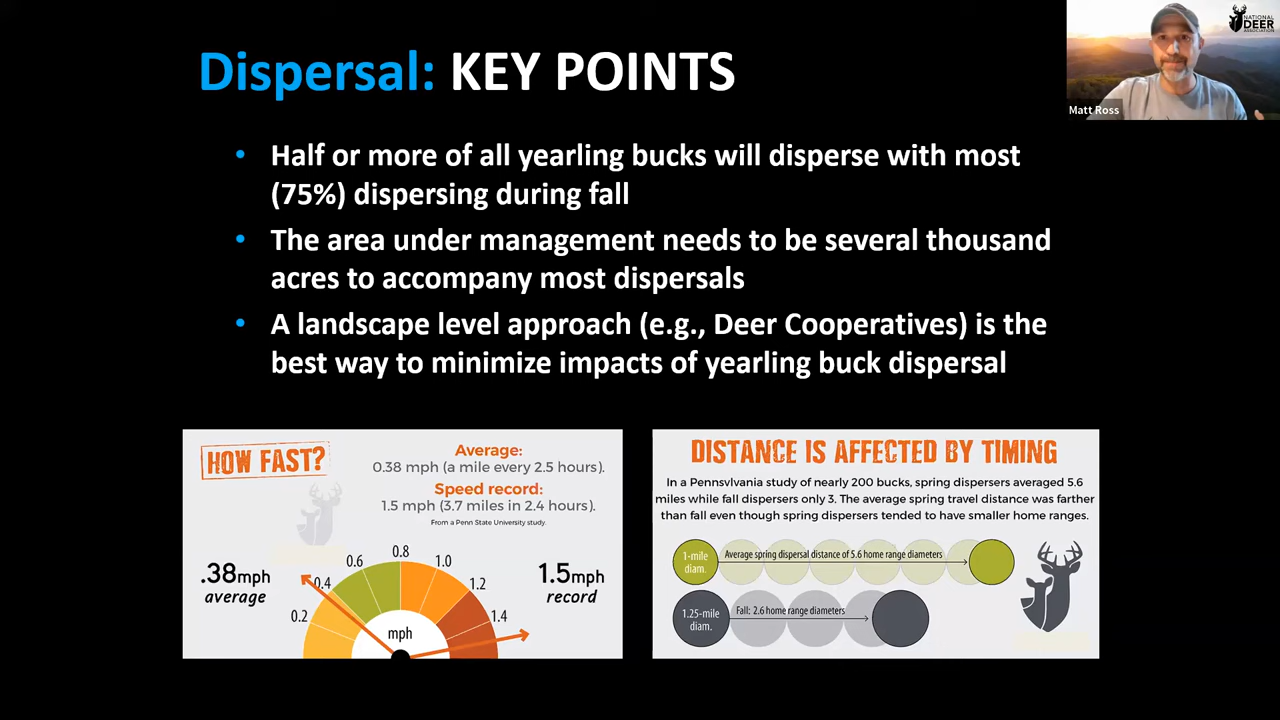 NATIONAL
DEER
ASSOCIATION
Matt Ross
Dispersal: KEY POINTS
• Half or more of all yearling bucks will disperse with most
(75%) dispersing during fall
• The area under management needs to be several thousand
acres to accompany most dispersals
• A landscape level approach (e.g., Deer Cooperatives) is the
best way to minimize impacts of yearling buck dispersal
HOW FAST?
Average:
0.38 mph (a mile every 2.5 hours).
Speed record:
1.5 mph (3.7 miles in 2.4 hours).
From a Penn State University study.
.38mph
average
0.2
0.4
0.6
0.8
1.0
1.2
1.4
mph
1.5mph
record
DISTANCE IS AFFECTED BY TIMING
In a Pennsylvania study of nearly 200 bucks, spring dispersers averaged 5.6
miles while fall dispersers only 3. The average spring travel distance was farther
than fall even though spring dispersers tended to have smaller home ranges.
1-mile
diam.
Average spring dispersal distance of 5.6 home range diameters
1.25-mile
diam.
Fall: 2.6 home range diameters